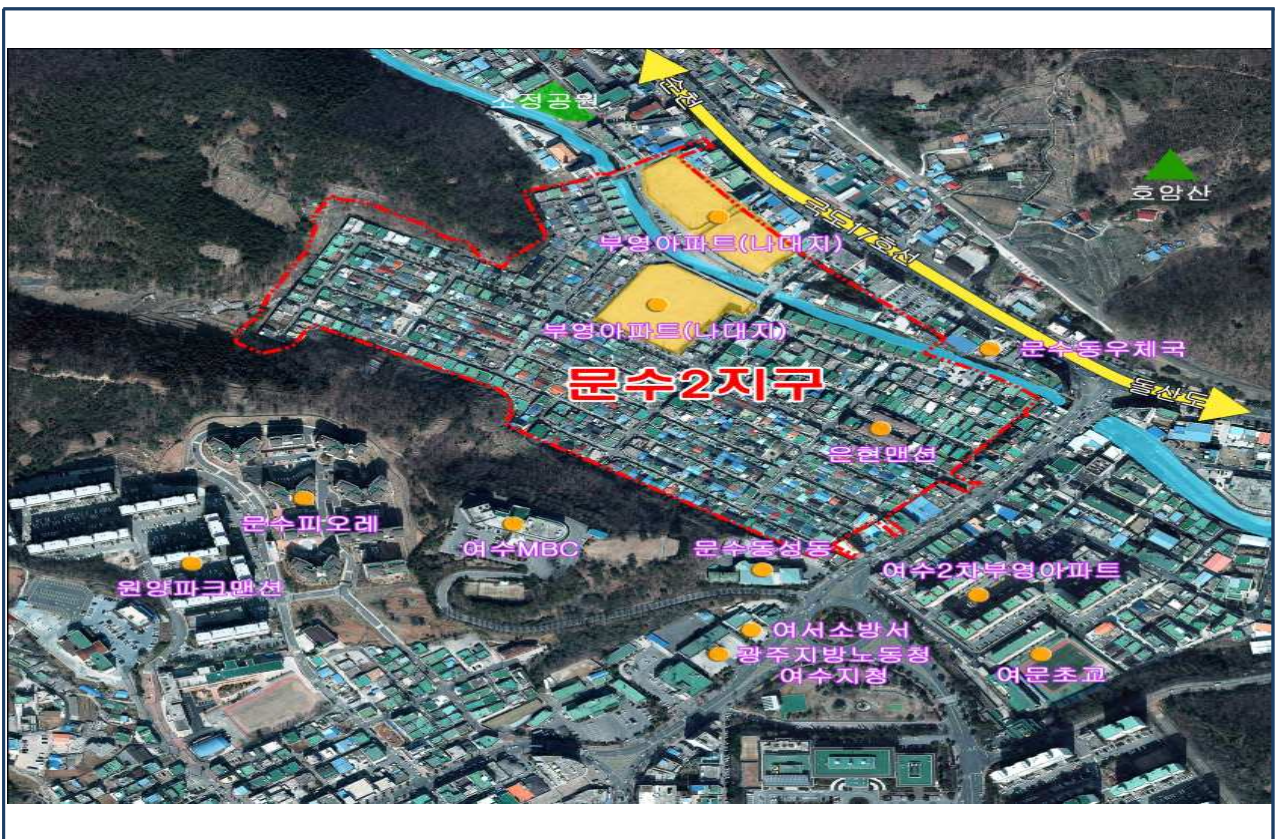 소정공원
순천
호암산
국도17호선
부영아파트(나대지)
부영아파트(나대지)
문수동우체국
문수2지구
돌산도
은현맨션
문수피오레
여수MBC
문수동성당
원양파크맨션
여수2차부영아파트
여서소방서
광주지방노동청
여수지청
여문초교